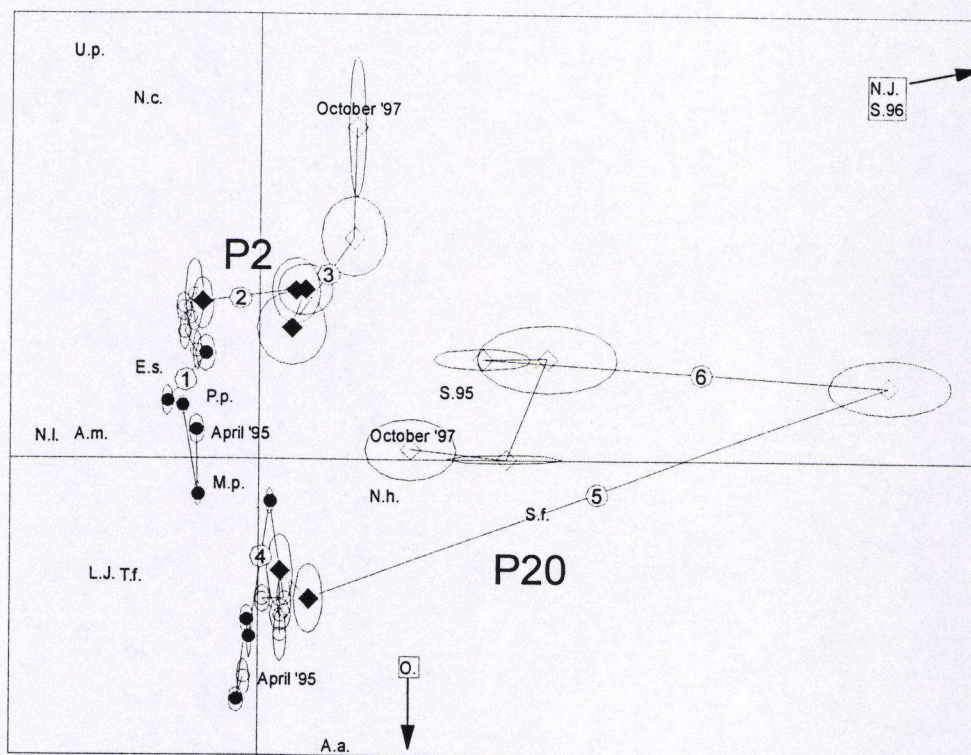 U.p.
N.c.
October '97
N.J.
S.96
P2
3
2
E.s.
1
P.p.
S.95
6
N.l.
A.m.
April '95
October '97
M.p.
N.h.
5
S.f.
4
L.J.
T.f.
P20
April '95
O.
A.a.